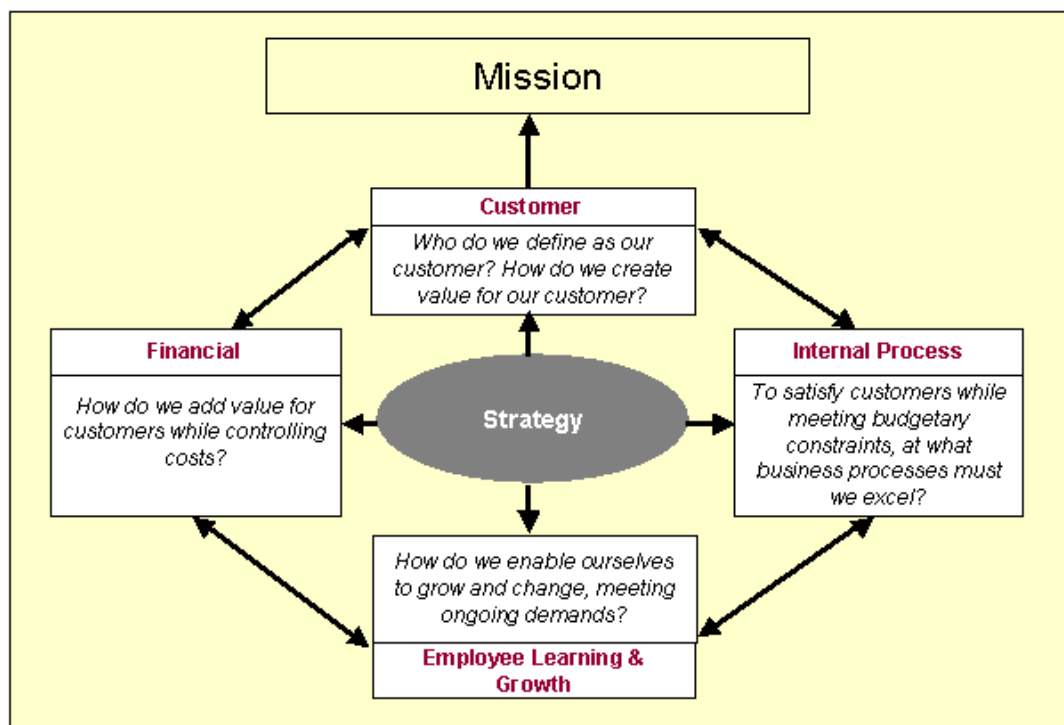 Mission
Customer
Who do we define as our
customer? How do we create
value for our customer?
Financial
How do we add value for
customers while controlling
costs?
Strategy
Internal Process
To satisfy customers while
meeting budgetary
constraints, at what
business processes must
we excel?
How do we enable ourselves
to grow and change, meeting
ongoing demands?
Employee Learning &
Growth